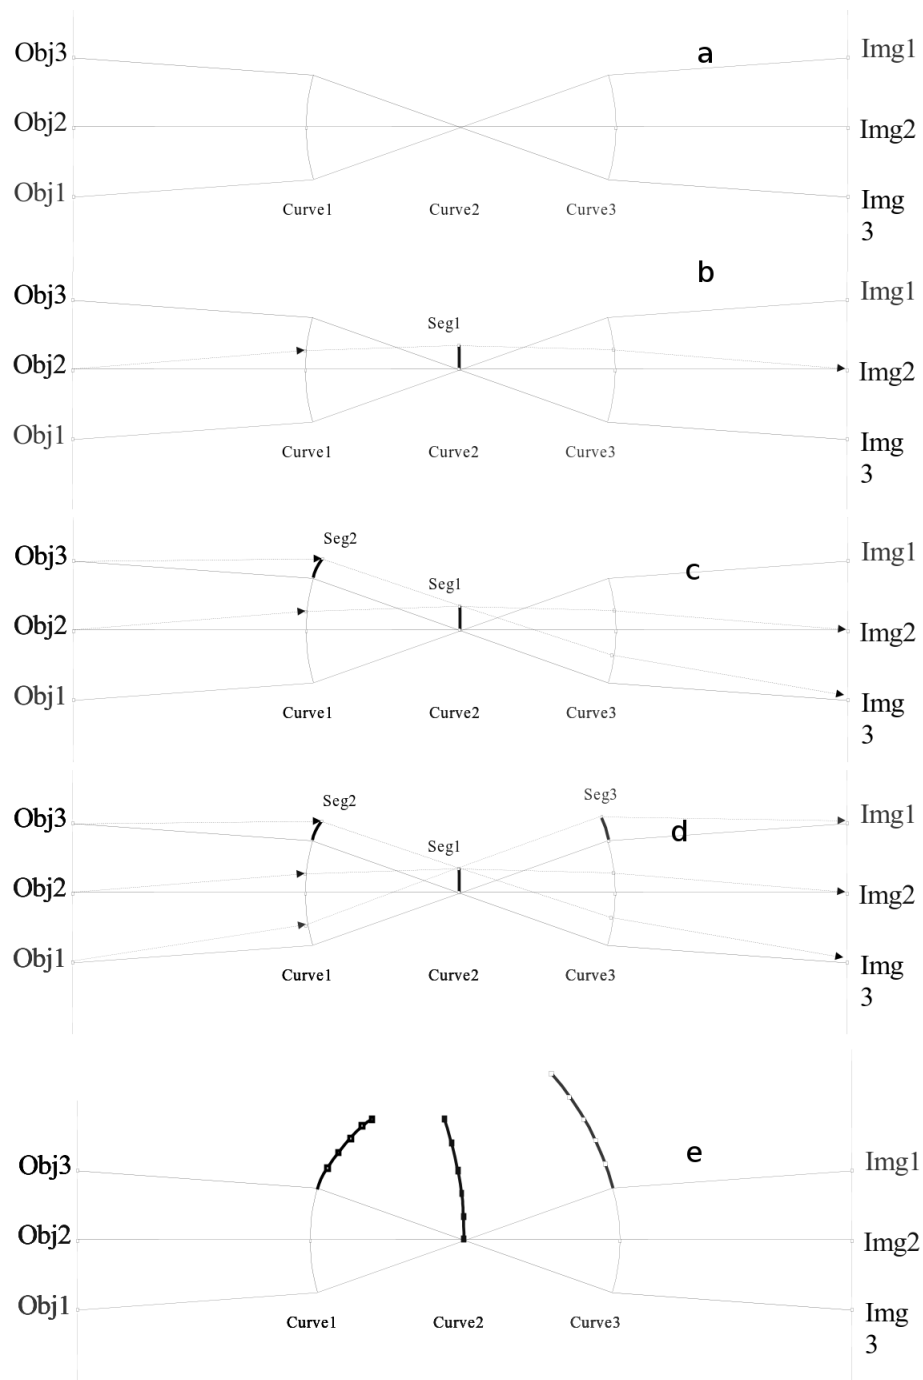 a
Obj3
Img1
Obj2
Img2
Obj1
Img
3
Curve1 Curve2 Curve3
b
Obj3
Img1
Seg1
Obj2
Img2
Obj1
Img
3
Curve1 Curve2 Curve3
Seg2
Obj3
Img1
c
Seg1
Obj2
Img2
Obj1
Img
3
Curve1 Curve2 Curve3
Seg2
Seg3
Obj3
Img1
d
Seg1
Obj2
Img2
Obj1
Img
3
Curve1 Curve2 Curve3
e
Obj3
Img1
Obj2
Img2
Obj1
Img
3
Curve1 Curve2 Curve3